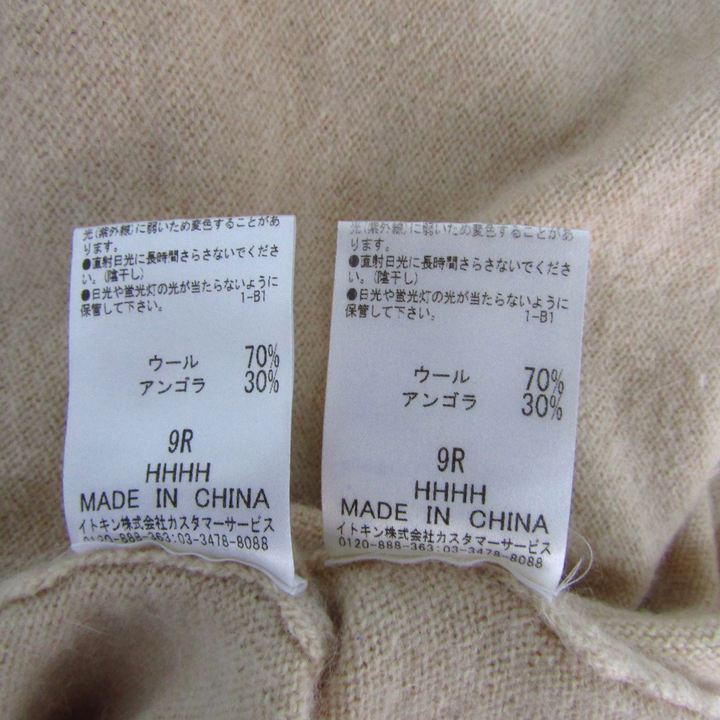 光(紫外線)に弱いため変色することがあ
ります。
●直射日光に長時間さらさないでくださ
い。(陰干し)
●日光や蛍光灯の光が当たらないように
保管して下さい。 1-B1
ウール 70%
アンゴラ 30%
9R
HHHH
MADE IN CHINA
イトキン株式会社カスタマーサービス
0120-888-363:03-3478-8088
光(紫外線)に弱いため変色することがあ
ります。
●直射日光に長時間さらさないでくださ
い。(陰干し)
●日光や蛍光灯の光が当たらないように
保管して下さい。 1-B1
ウール 70%
アンゴラ 30%
9R
HHHH
MADE IN CHINA
イトキン株式会社カスタマーサービス
0120-888-363:03-3478-8088